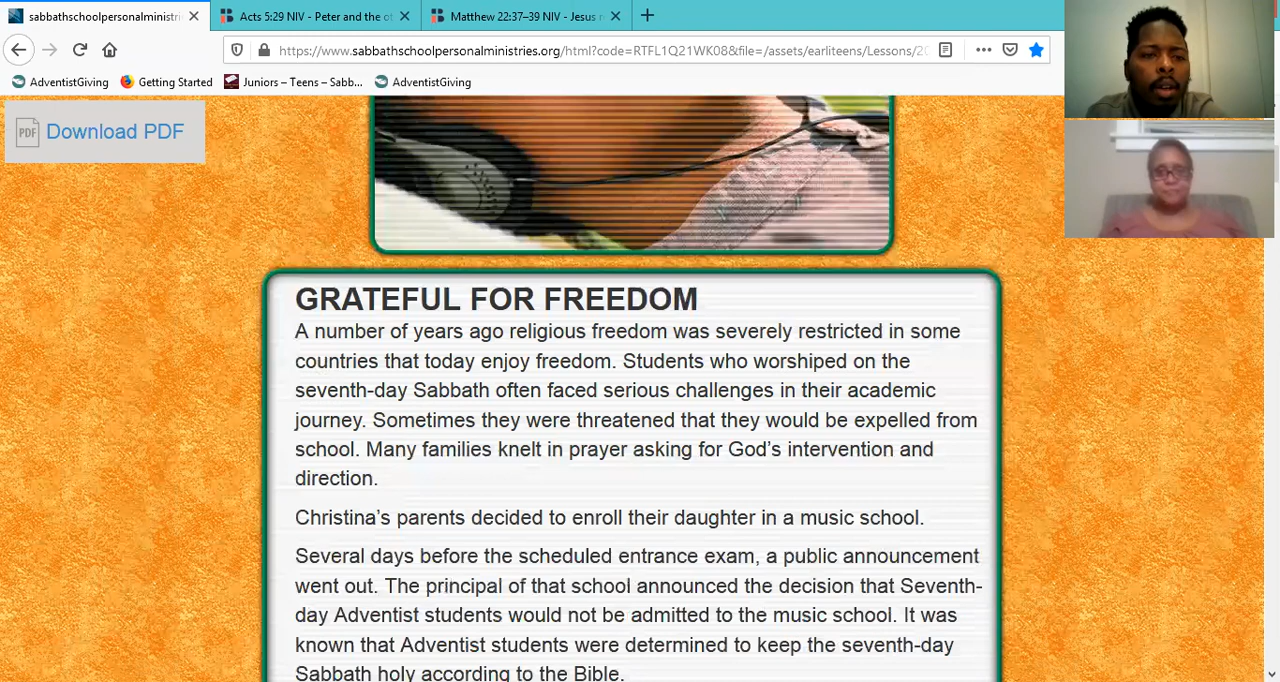 sabbathschoolpersonalministri
Acts 5:29 NIV - Peter and the ot
Matthew 22:37–39 NIV - Jesus r
https://www.sabbathschoolpersonalministries.org/html?code=RTFL1Q21WK08&file=/assets/earliteens/Lessons/20
AdventistGiving
Getting Started
Juniors – Teens – Sabb...
AdventistGiving
PDF
Download PDF
GRATEFUL FOR FREEDOM
A number of years ago religious freedom was severely restricted in some
countries that today enjoy freedom. Students who worshiped on the
seventh-day Sabbath often faced serious challenges in their academic
journey. Sometimes they were threatened that they would be expelled from
school. Many families knelt in prayer asking for God’s intervention and
direction.
Christina’s parents decided to enroll their daughter in a music school.
Several days before the scheduled entrance exam, a public announcement
went out. The principal of that school announced the decision that Seventh-
day Adventist students would not be admitted to the music school. It was
known that Adventist students were determined to keep the seventh-day
Sabbath holy according to the Bible.